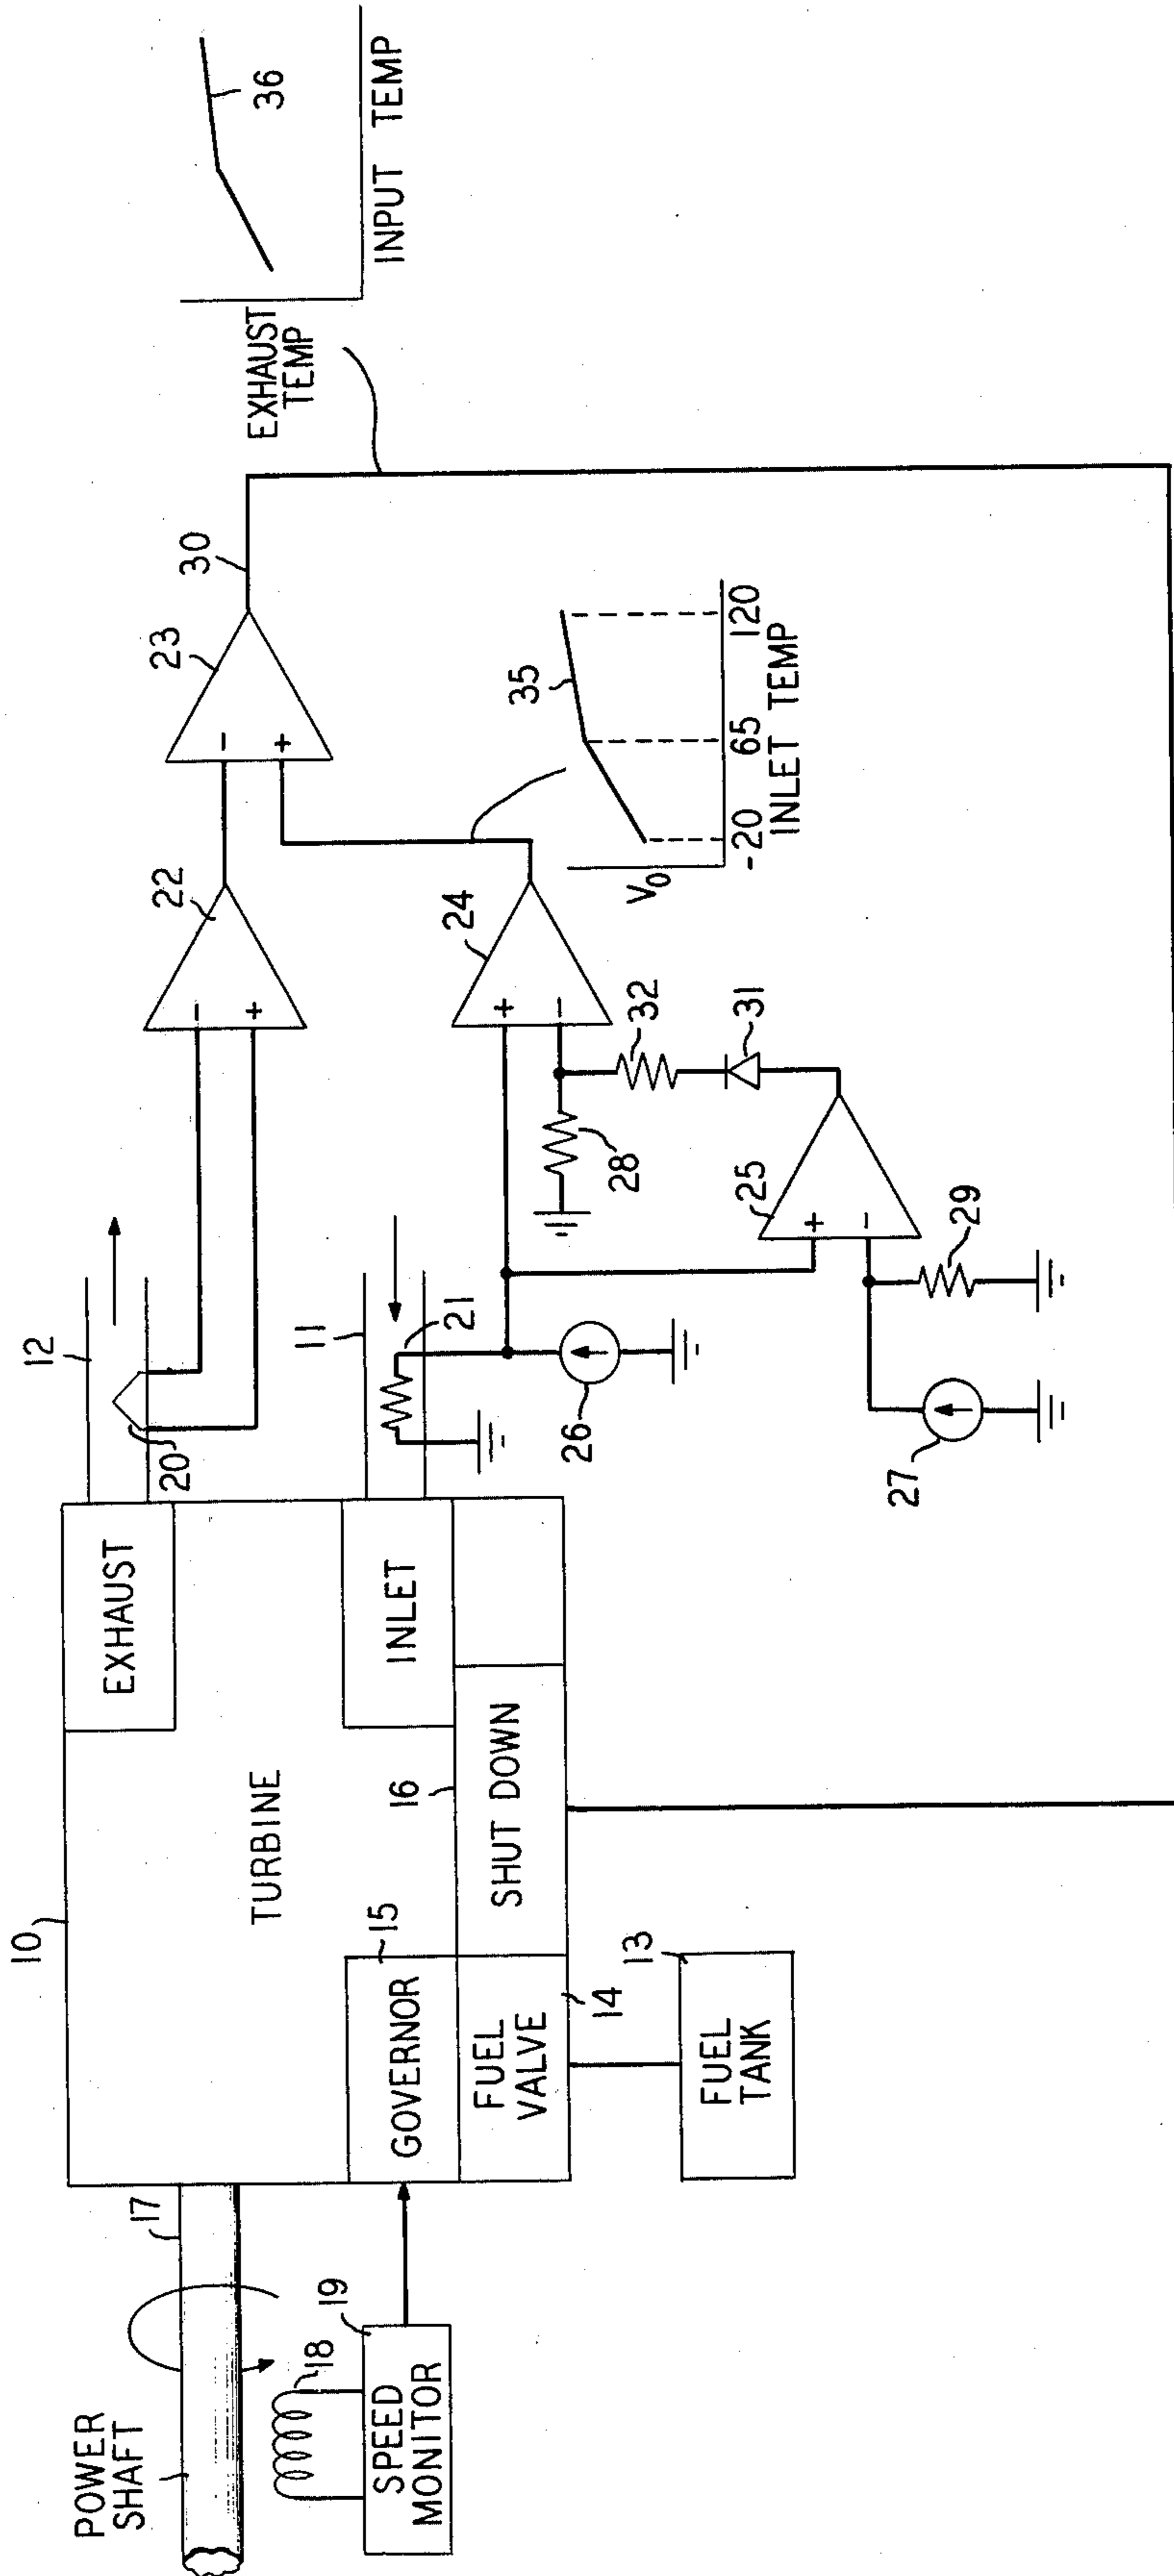 POWER
SHAFT
17
18
19
SPEED
MONITOR
10
TURBINE
EXHAUST
INLET
GOVERNOR
15
16
FUEL
VALVE
14
SHUT DOWN
13
FUEL
TANK
12
20
11
21
26
27
22
-
+
23
-
+
30
24
+
-
28
32
31
25
+
-
29
V0
35
-20
65
120
INLET TEMP
EXHAUST
TEMP
36
INPUT TEMP